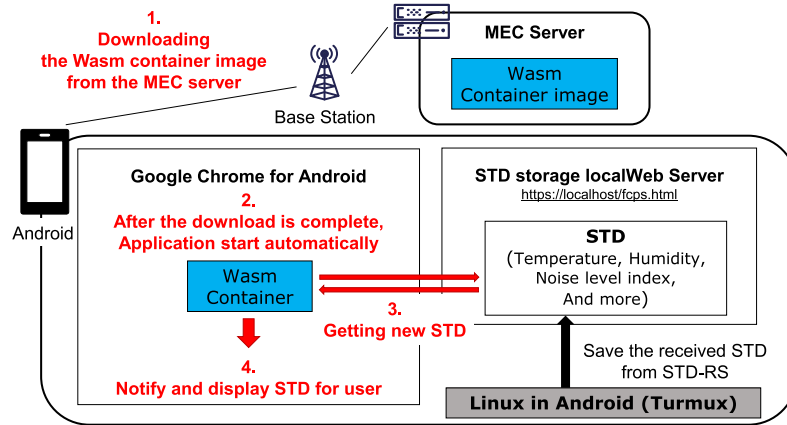 1.
Downloading
the Wasm container image
from the MEC server
Base Station
MEC Server
Wasm
Container image
Android
Google Chrome for Android
2.
After the download is complete,
Application start automatically
Wasm
Container
3.
Getting new STD
4.
Notify and display STD for user
STD storage localWeb Server
https://localhost/fcps.html
STD
(Temperature, Humidity,
Noise level index,
And more)
Save the received STD
from STD-RS
Linux in Android (Turmux)